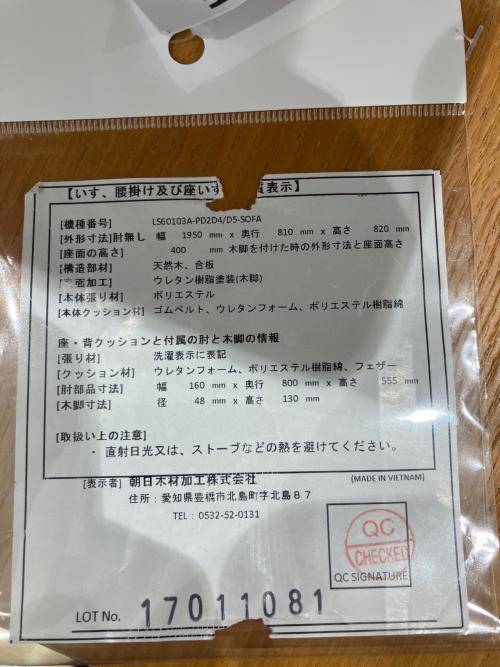 【いす、腰掛け及び座いす 質表示】
[機種番号] LS60103A-PD2D4/D5-SOFA
[外形寸法]肘無し 幅 1950 mm x 奥行 810 mm x 高さ 820 mm
[座面の高さ] 400 mm 木脚を付けた時の外形寸法と座面高さ
[構造部材] 天然木、合板
面加工] ウレタン樹脂塗装(木脚)
[本体張り材] ポリエステル
[本体クッション材] ゴムベルト、ウレタンフォーム、ポリエステル樹脂綿
座・背クッションと付属の肘と木脚の情報
[張り材] 洗濯表示に表記
[クッション材] ウレタンフォーム、ポリエステル樹脂綿、フェザー
[肘部品寸法] 幅 160 mm x 奥行 800 mm x 高さ 555 mm
[木脚寸法] 径 48 mm x 高さ 130 mm
[取扱い上の注意]
・直射日光又は、ストーブなどの熱を避けてください。
[表示者] 朝日木材加工株式会社 (MADE IN VIETNAM)
住所：愛知県豊橋市北島町字北島８７
TEL：0532-52-0131
QC
CHECKED
QC SIGNATURE
LOT No. 17011081